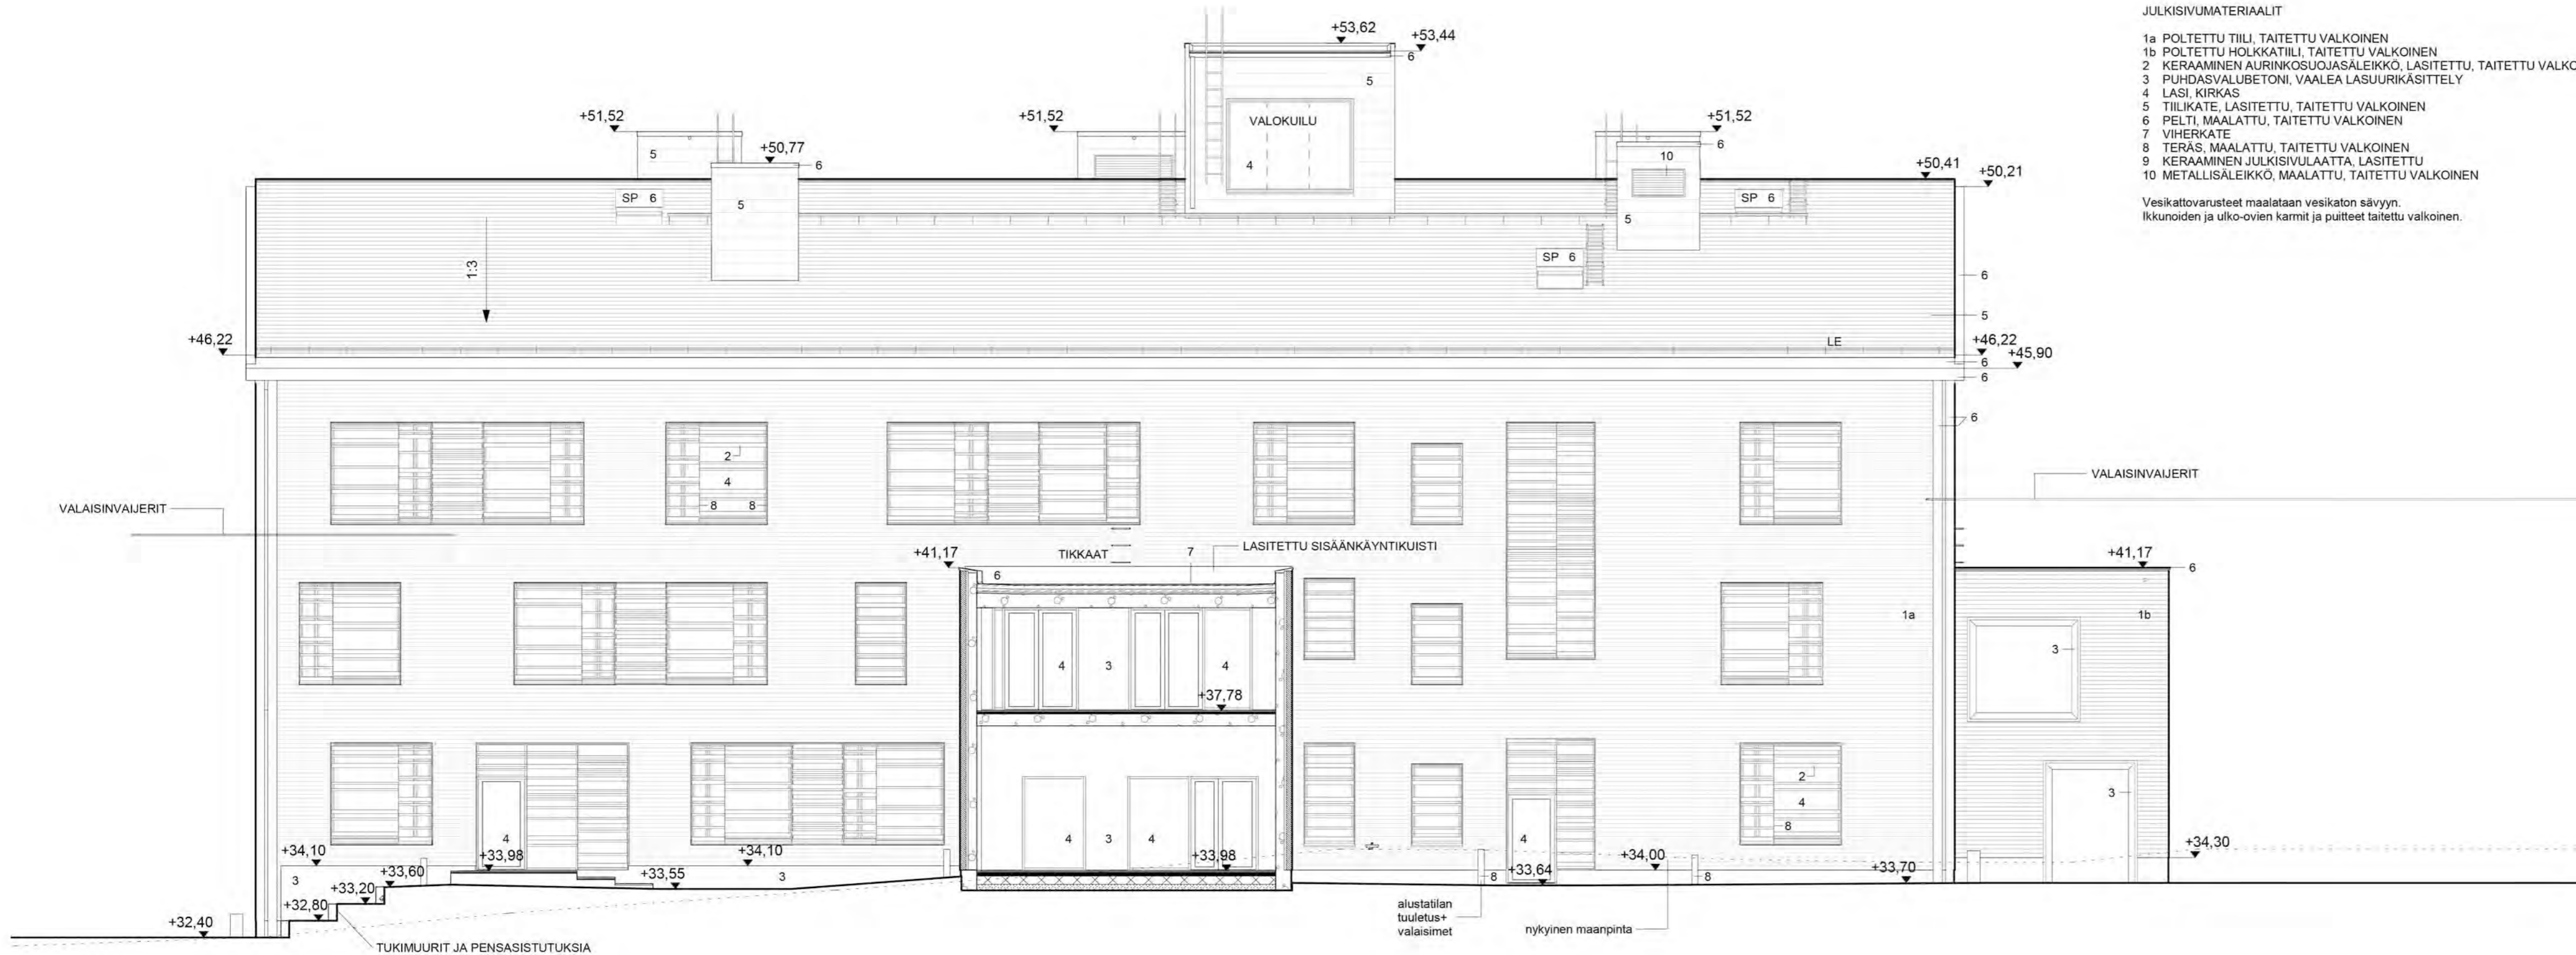 JULKISIVUMATERIAALIT
1a POLTETTU TIILI, TAITETTU VALKOINEN
1b POLTETTU HOLKKATIILI, TAITETTU VALKOINEN
2 KERAAMINEN AURINKOSUOJASÄLEIKKÖ, LASITETTU, TAITETTU VALKO
3 PUHDASVALUBETONI, VAALEA LASUURIKÄSITTELY
4 LASI, KIRKAS
5 TIILIKATE, LASITETTU, TAITETTU VALKOINEN
6 PELTI, MAALATTU, TAITETTU VALKOINEN
7 VIHERKATE
8 TERÄS, MAALATTU, TAITETTU VALKOINEN
9 KERAAMINEN JULKISIVULAATTA, LASITETTU
10 METALLISÄLEIKKÖ, MAALATTU, TAITETTU VALKOINEN
Vesikattovarusteet maalataan vesikaton sävyyn.
Ikkunoiden ja ulko-ovien karmit ja puitteet taitettu valkoinen.
+53,62
+53,44
6
5
+51,52
+51,52
VALOKUILU
+51,52
5
+50,77
6
4
6
10
+50,41
+50,21
SP 6
5
5
SP 6
1:3
SP 6
6
5
+46,22
LE
+46,22
+45,90
6
6
6
2
4
8
8
VALAISINVAIJERIT
VALAISINVAIJERIT
+41,17
TIKKAAT
7
LASITETTU SISÄÄNKÄYNTIKUISTI
+41,17
6
6
1a
1b
4
3
4
3
+37,78
2
4
8
3
4
4
3
4
4
+34,10
+33,98
+34,10
+33,98
+34,00
+34,30
3
+33,60
+33,55
3
8
+33,64
8
+33,70
+33,20
+32,80
+32,40
alustatilan
tuuletus+
valaisimet
nykyinen maanpinta
TUKIMUURIT JA PENSASISTUTUKSIA